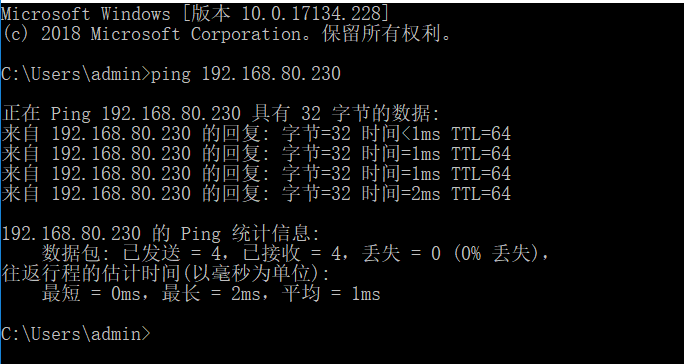 Microsoft Windows [版本 10.0.17134.228]
(c) 2018 Microsoft Corporation。保留所有权利。
C:\Users\admin>ping 192.168.80.230
正在 Ping 192.168.80.230 具有 32 字节的数据:
来自 192.168.80.230 的回复: 字节=32 时间<1ms TTL=64
来自 192.168.80.230 的回复: 字节=32 时间=1ms TTL=64
来自 192.168.80.230 的回复: 字节=32 时间=1ms TTL=64
来自 192.168.80.230 的回复: 字节=32 时间=2ms TTL=64
192.168.80.230 的 Ping 统计信息:
数据包: 已发送 = 4，已接收 = 4，丢失 = 0 (0% 丢失)，
往返行程的估计时间(以毫秒为单位):
最短 = 0ms，最长 = 2ms，平均 = 1ms
C:\Users\admin>